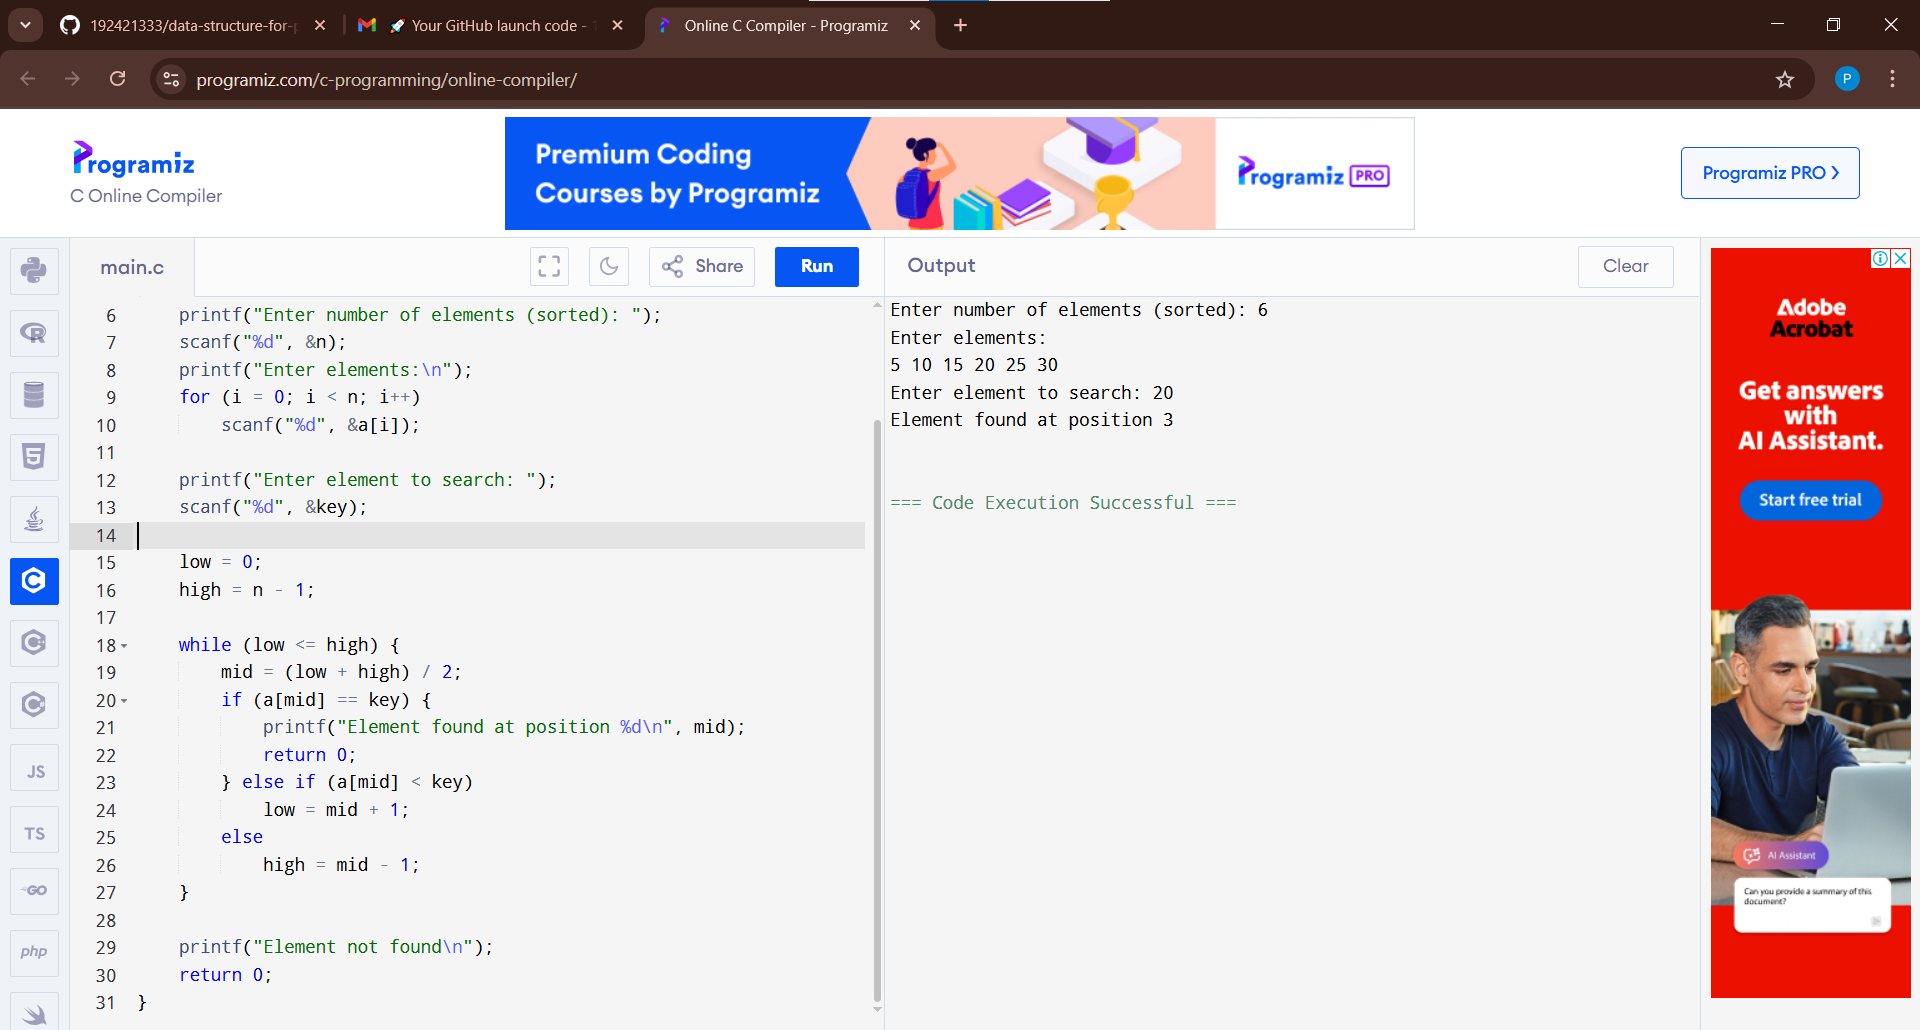 192421333/data-structure-for-p
Your GitHub launch code - 1
Online C Compiler - Programiz
programiz.com/c-programming/online-compiler/
P
Programiz
C Online Compiler
Premium Coding
Courses by Programiz
Programiz PRO
Programiz PRO >
main.c
Share
Run
Output
Clear
6 printf("Enter number of elements (sorted): ");
7 scanf("%d", &n);
8 printf("Enter elements:\n");
9 for (i = 0; i < n; i++)
10 scanf("%d", &a[i]);
11
12 printf("Enter element to search: ");
13 scanf("%d", &key);
14
15 low = 0;
16 high = n - 1;
17
18 while (low <= high) {
19 mid = (low + high) / 2;
20 if (a[mid] == key) {
21 printf("Element found at position %d\n", mid);
22 return 0;
23 } else if (a[mid] < key)
24 low = mid + 1;
25 else
26 high = mid - 1;
27 }
28
29 printf("Element not found\n");
30 return 0;
31 }
Enter number of elements (sorted): 6
Enter elements:
5 10 15 20 25 30
Enter element to search: 20
Element found at position 3
=== Code Execution Successful ===
JS
TS
GO
php
Adobe
Acrobat
Get answers
with
AI Assistant.
Start free trial
AI Assistant
Can you provide a summary of this
document?